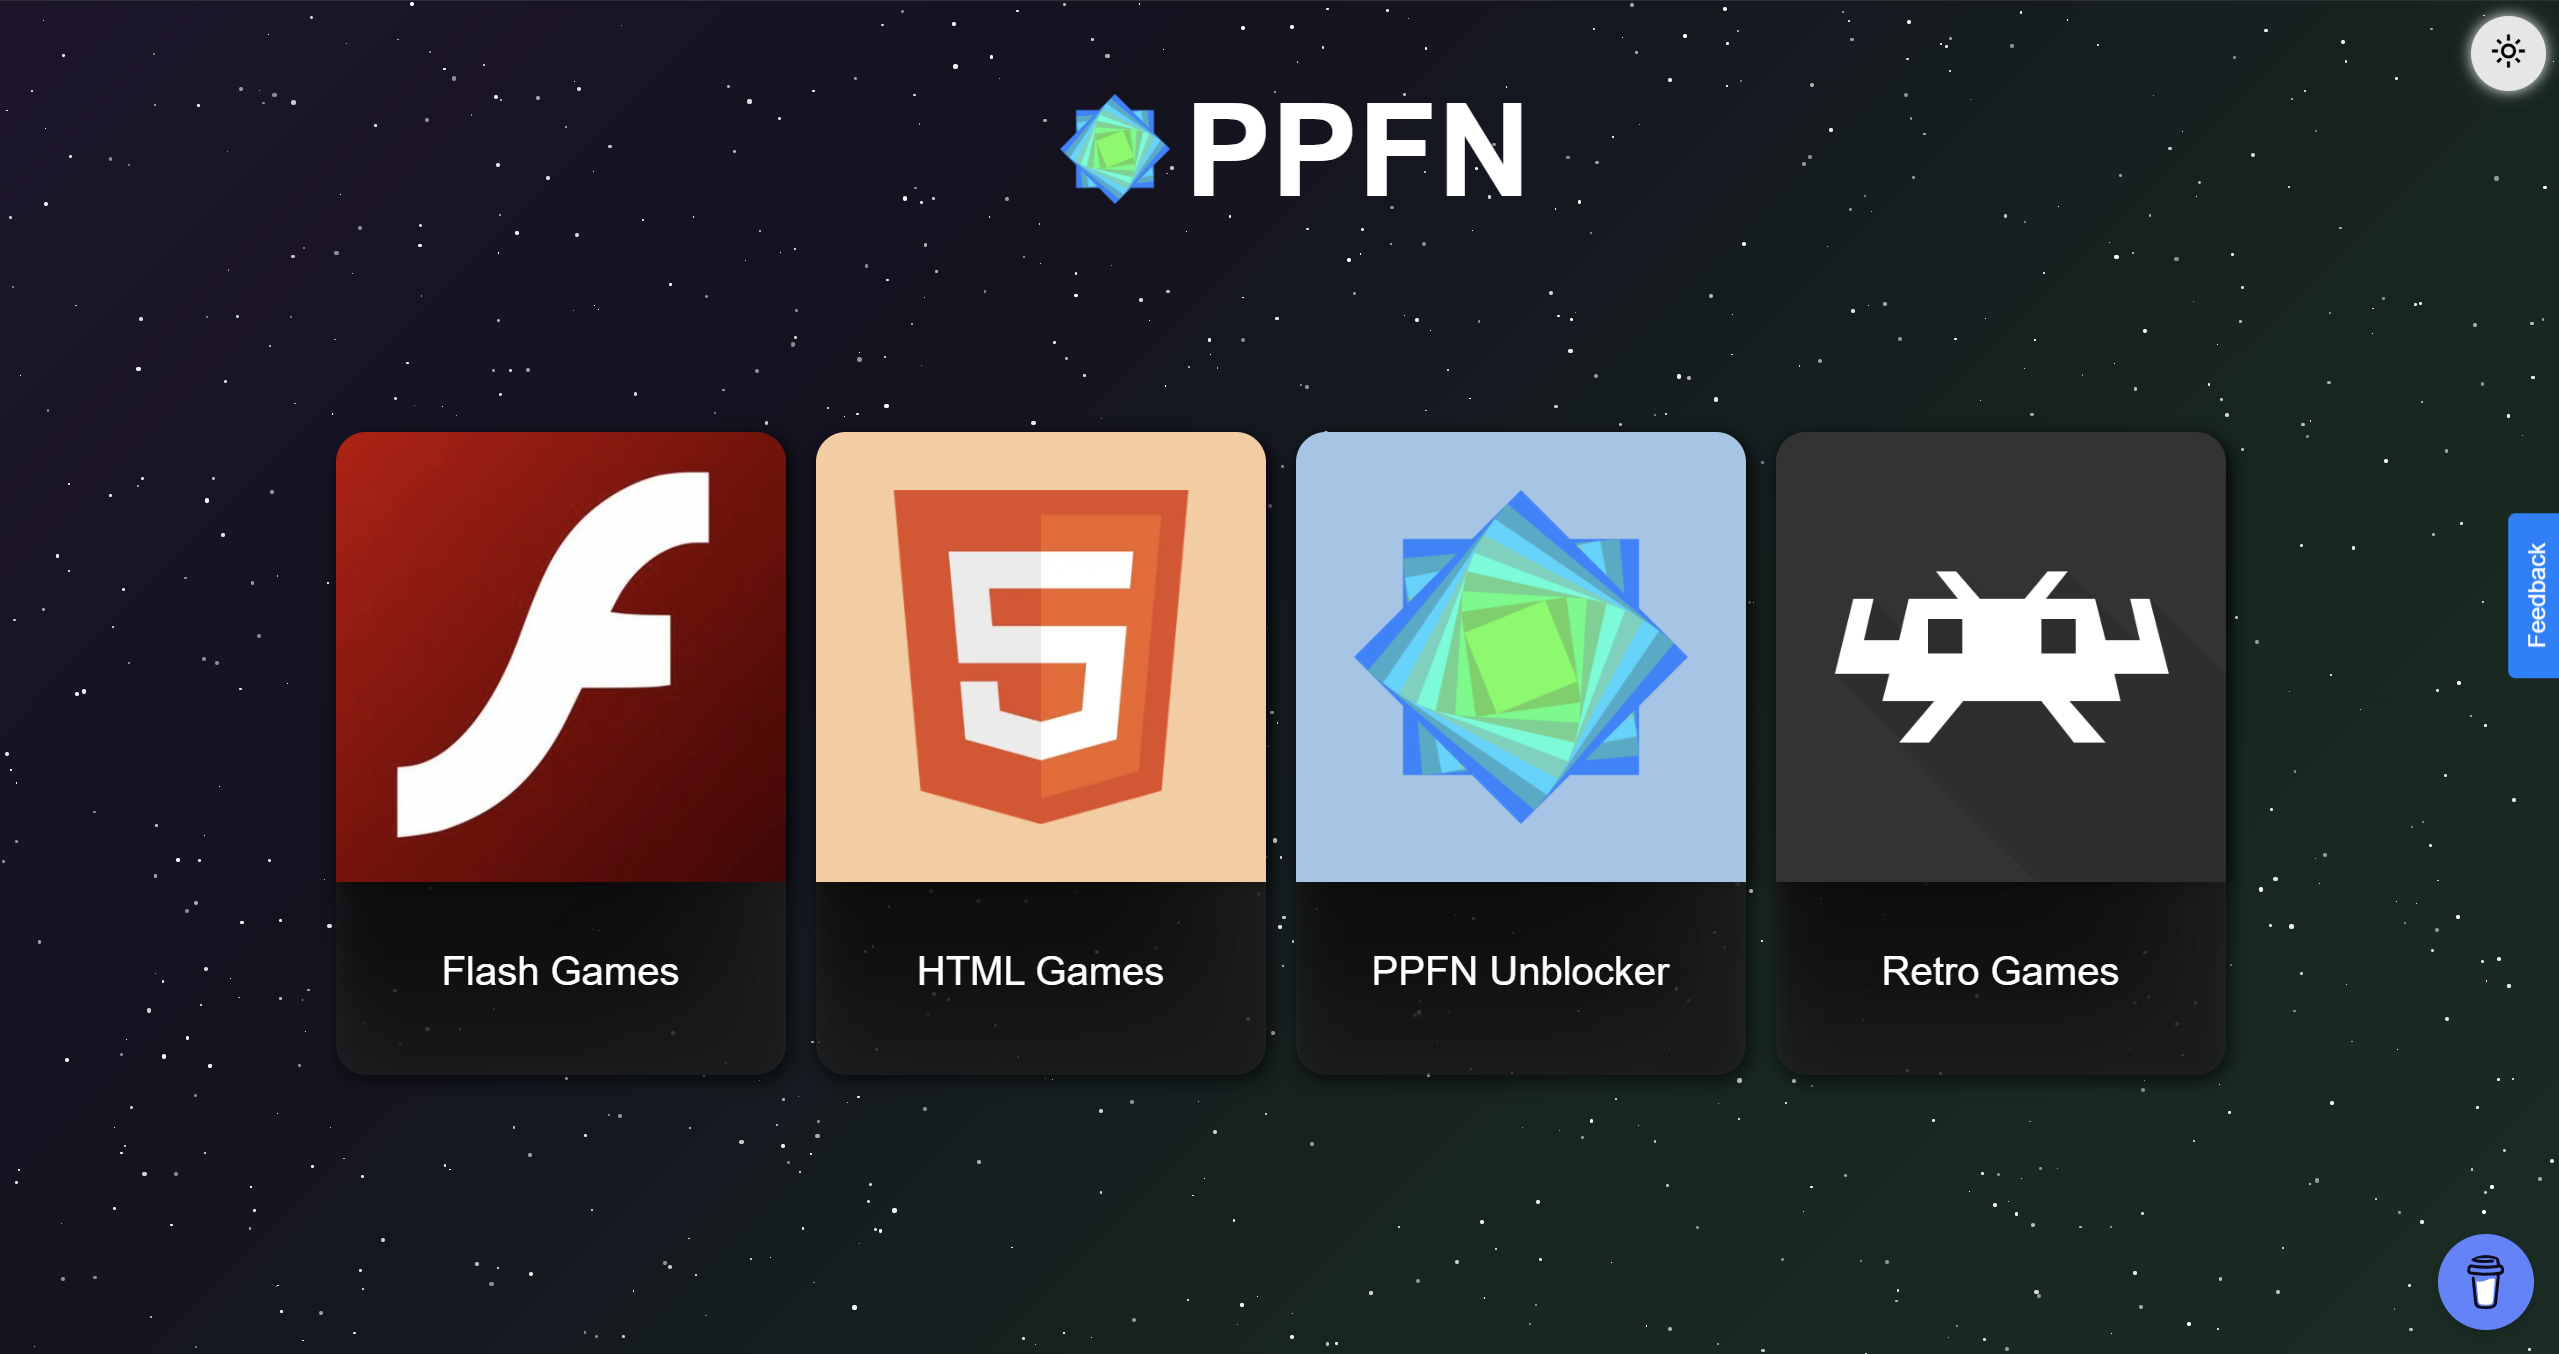 PPFN
Flash Games
HTML Games
PPFN Unblocker
Retro Games
Feedback